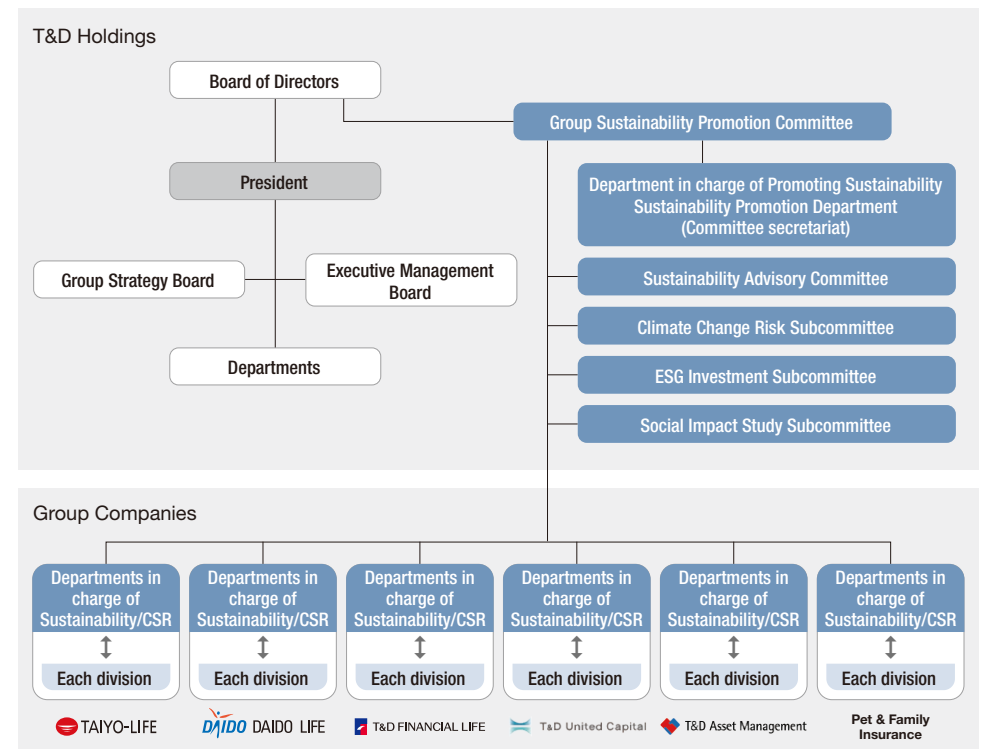 T&D Holdings
Board of Directors
Group Sustainability Promotion Committee
President
Department in charge of Promoting Sustainability
Sustainability Promotion Department
(Committee secretariat)
Group Strategy Board
Executive Management
Board
Sustainability Advisory Committee
Climate Change Risk Subcommittee
Departments
ESG Investment Subcommittee
Social Impact Study Subcommittee
Group Companies
Departments in
charge of
Sustainability/CSR
Each division
TAIYO-LIFE
Departments in
charge of
Sustainability/CSR
Each division
DAIDO DAIDO LIFE
Departments in
charge of
Sustainability/CSR
Each division
T&D FINANCIAL LIFE
Departments in
charge of
Sustainability/CSR
Each division
T&D United Capital
Departments in
charge of
Sustainability/CSR
Each division
T&D Asset Management
Departments in
charge of
Sustainability/CSR
Each division
Pet & Family
Insurance